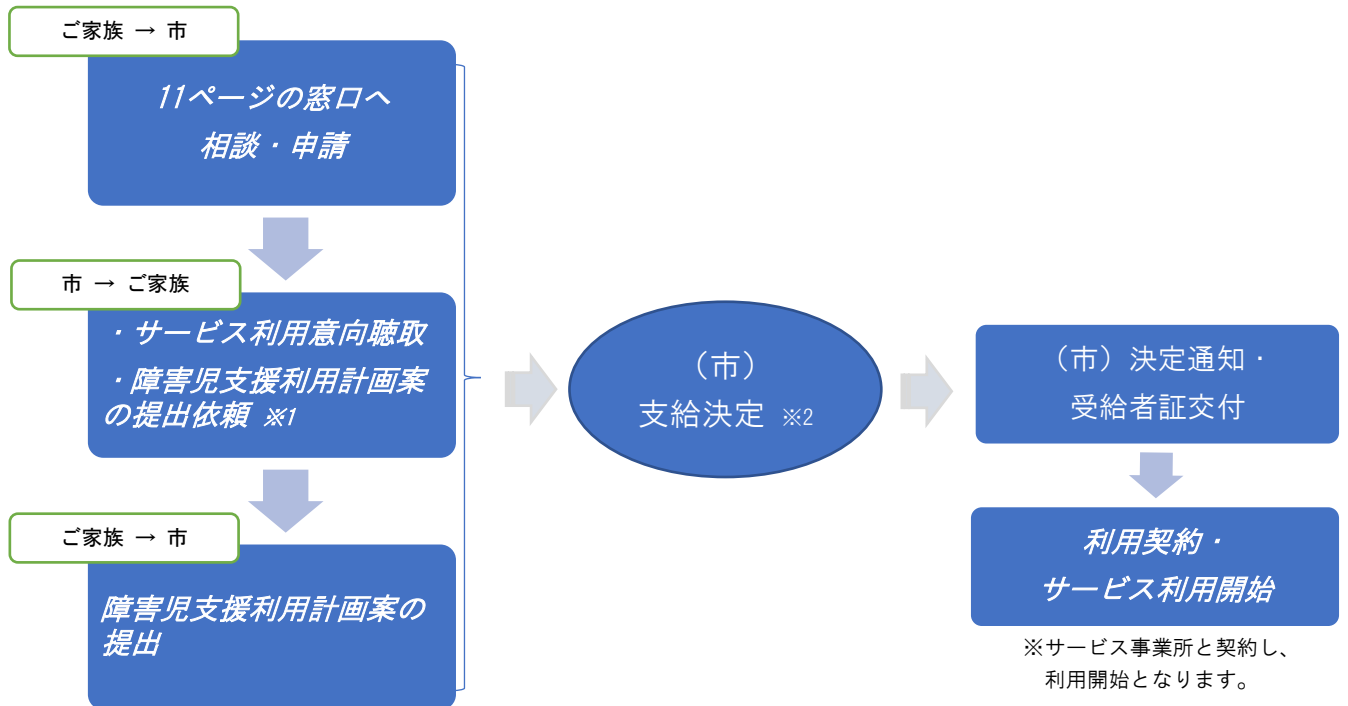 ご家族 → 市
11ページの窓口へ
相談・申請
市 → ご家族
・サービス利用意向聴取
・障害児支援利用計画案
の提出依頼 ※1
ご家族 → 市
障害児支援利用計画案の
提出
（市）
支給決定 ※2
（市）決定通知・
受給者証交付
利用契約・
サービス利用開始
※サービス事業所と契約し、
利用開始となります。